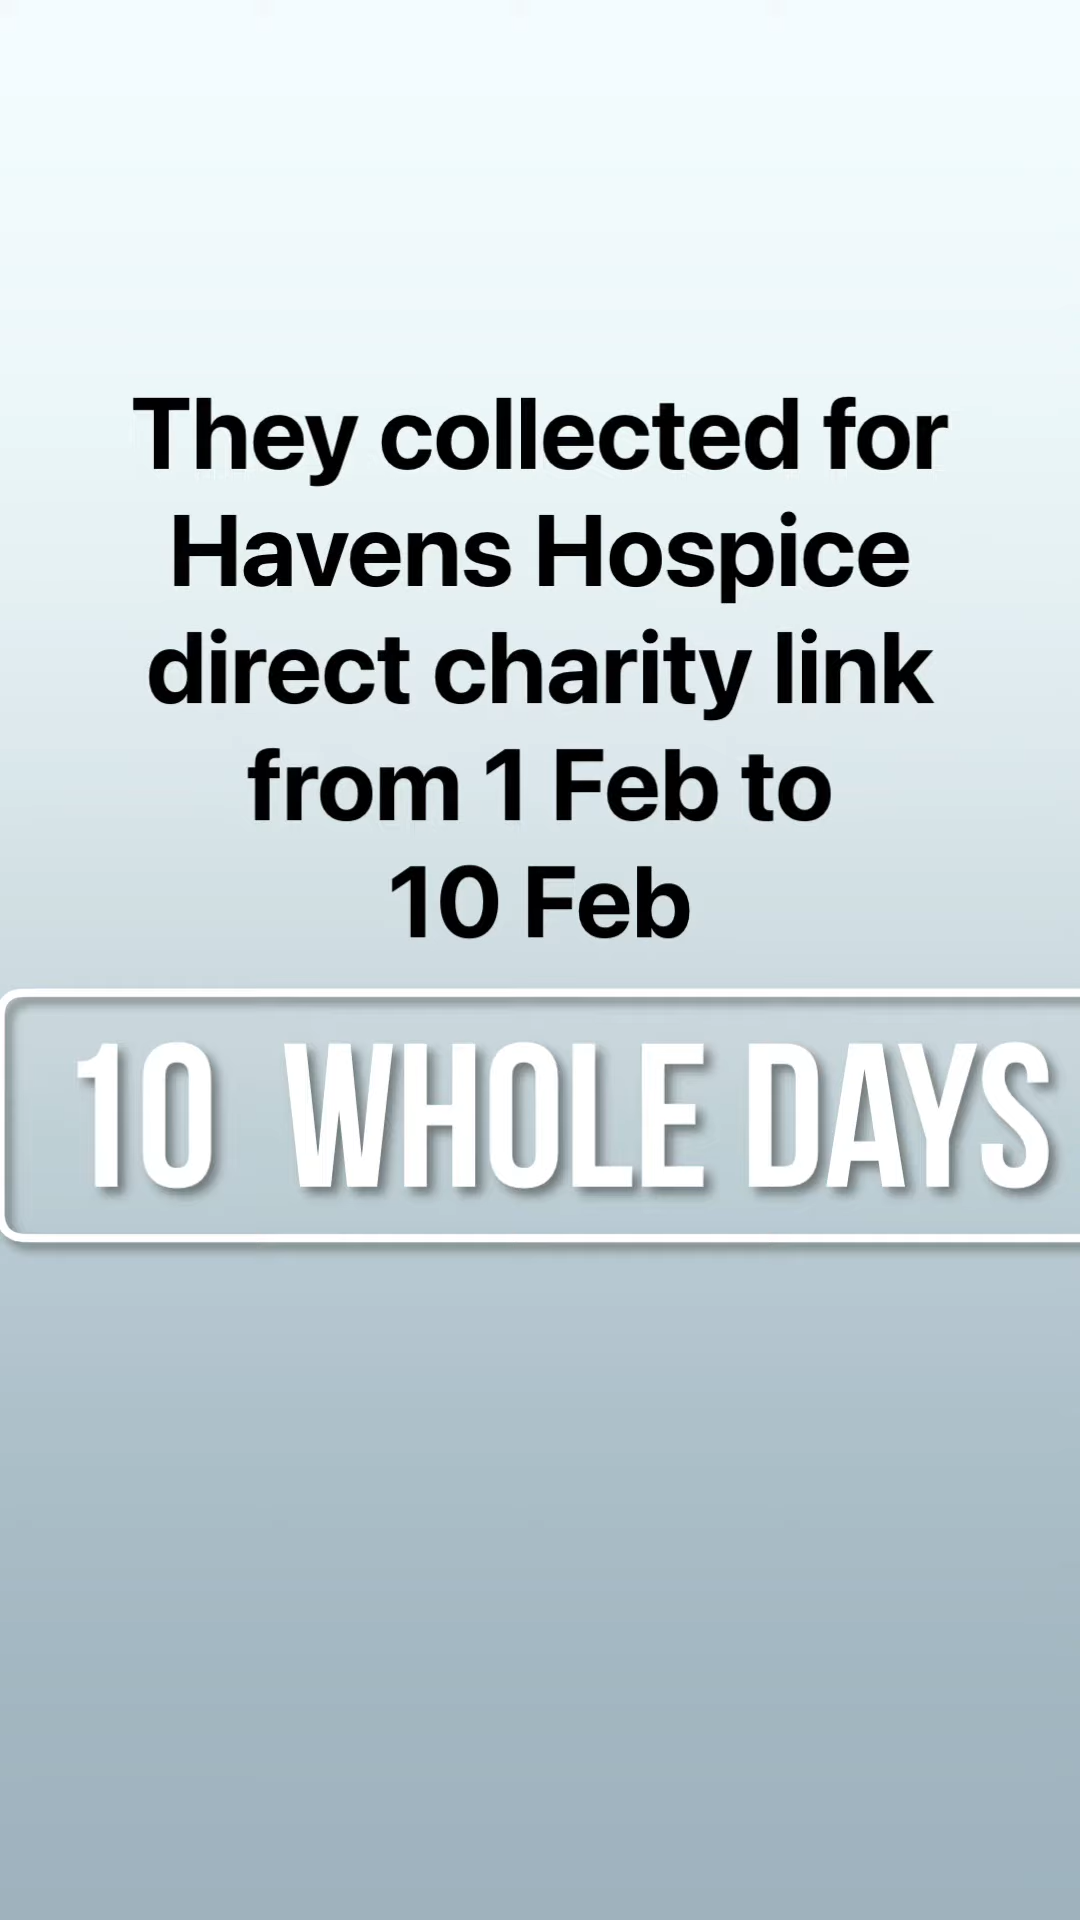 They collected for
Havens Hospice
direct charity link
from 1 Feb to
10 Feb
10 WHOLE DAYS